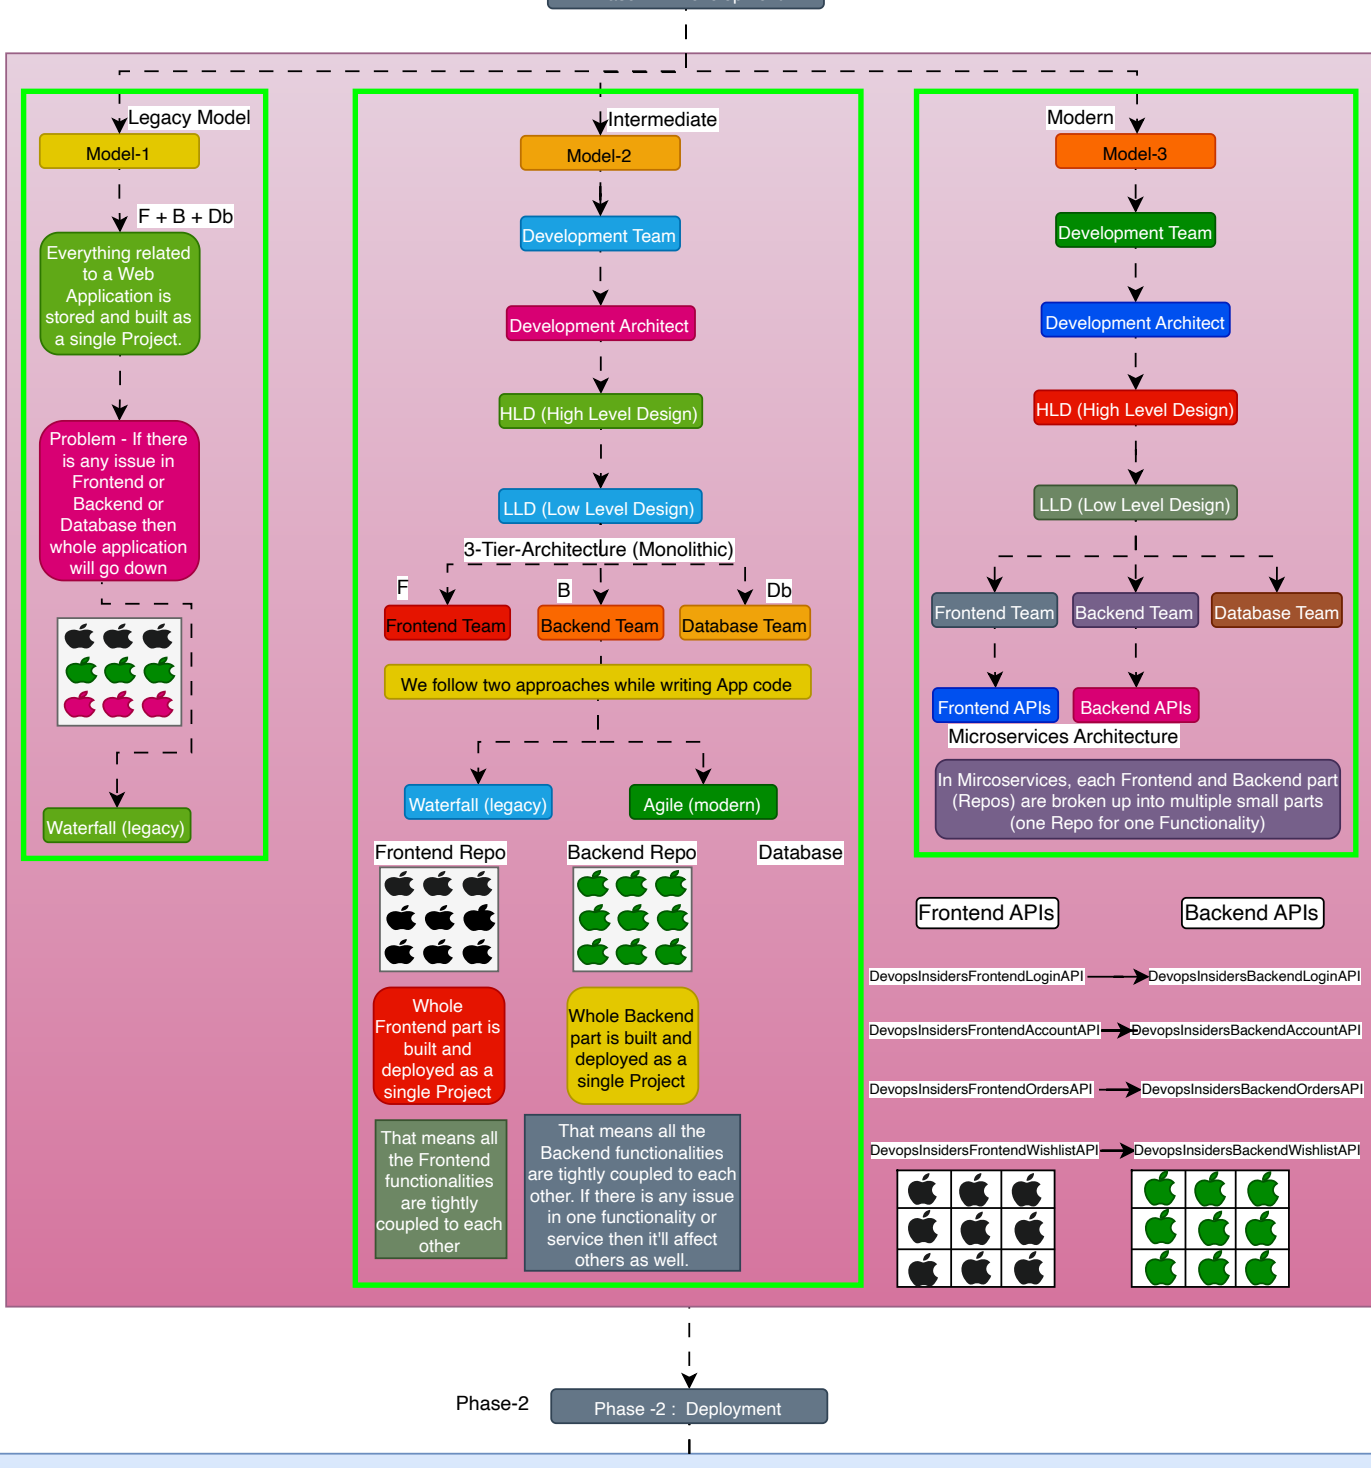 Legacy Model
Model-1
F + B + Db
Everything related
to a Web
Application is
stored and built as
a single Project.
Problem - If there
is any issue in
Frontend or
Backend or
Database then
whole application
will go down
Waterfall (legacy)
Intermediate
Model-2
Development Team
Development Architect
HLD (High Level Design)
LLD (Low Level Design)
3-Tier-Architecture (Monolithic)
F
B
Db
Frontend Team
Backend Team
Database Team
We follow two approaches while writing App code
Waterfall (legacy)
Agile (modern)
Frontend Repo
Backend Repo
Database
Whole
Frontend part is
built and
deployed as a
single Project
Whole Backend
part is built and
deployed as a
single Project
That means all
the Frontend
functionalities
are tightly
coupled to each
other
That means all the
Backend functionalities
are tightly coupled to each
other. If there is any issue
in one functionality or
service then it'll affect
others as well.
Modern
Model-3
Development Team
Development Architect
HLD (High Level Design)
LLD (Low Level Design)
Frontend Team
Backend Team
Database Team
Frontend APIs
Backend APIs
Microservices Architecture
In Mircoservices, each Frontend and Backend part
(Repos) are broken up into multiple small parts
(one Repo for one Functionality)
Frontend APIs
Backend APIs
DevopsInsidersFrontendLoginAPI
DevopsInsidersBackendLoginAPI
DevopsInsidersFrontendAccountAPI
DevopsInsidersBackendAccountAPI
DevopsInsidersFrontendOrdersAPI
DevopsInsidersBackendOrdersAPI
DevopsInsidersFrontendWishlistAPI
DevopsInsidersBackendWishlistAPI
Phase-2
Phase -2 : Deployment